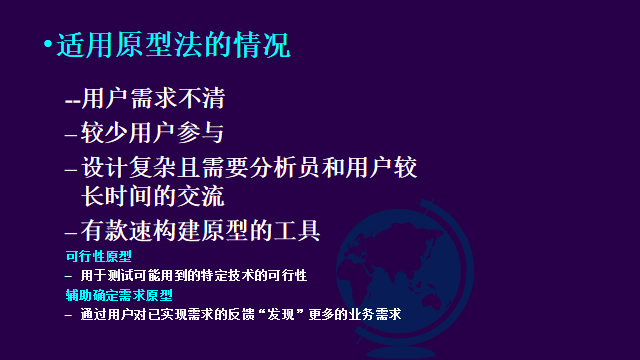 •适用原型法的情况
--用户需求不清
–较少用户参与
–设计复杂且需要分析员和用户较
长时间的交流
–有款速构建原型的工具
可行性原型
– 用于测试可能用到的特定技术的可行性
辅助确定需求原型
– 通过用户对已实现需求的反馈“发现”更多的业务需求